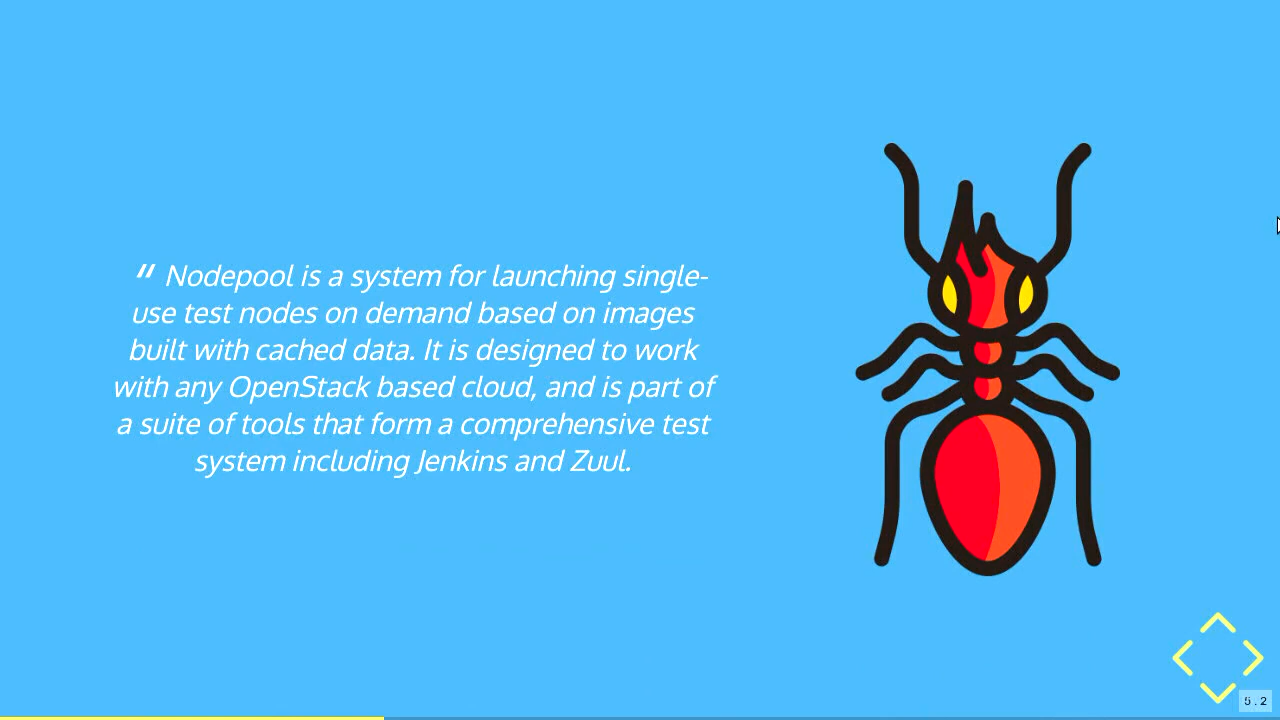 " Nodepool is a system for launching single-
use test nodes on demand based on images
built with cached data. It is designed to work
with any OpenStack based cloud, and is part of
a suite of tools that form a comprehensive test
system including Jenkins and Zuul.
5.2